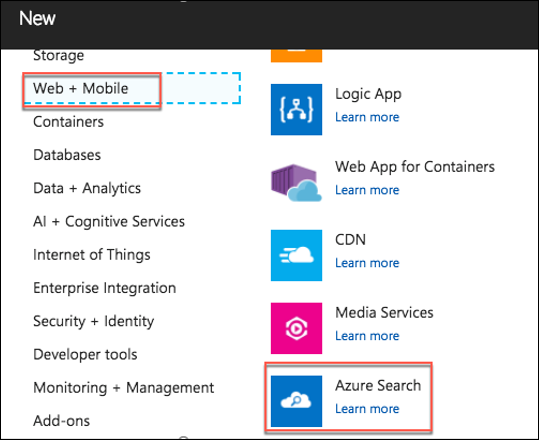 New
Storage
Web + Mobile
Containers
Databases
Data + Analytics
AI + Cognitive Services
Internet of Things
Enterprise Integration
Security + Identity
Developer tools
Monitoring + Management
Add-ons
Logic App
Learn more
Web App for Containers
Learn more
CDN
Learn more
Media Services
Learn more
Azure Search
Learn more